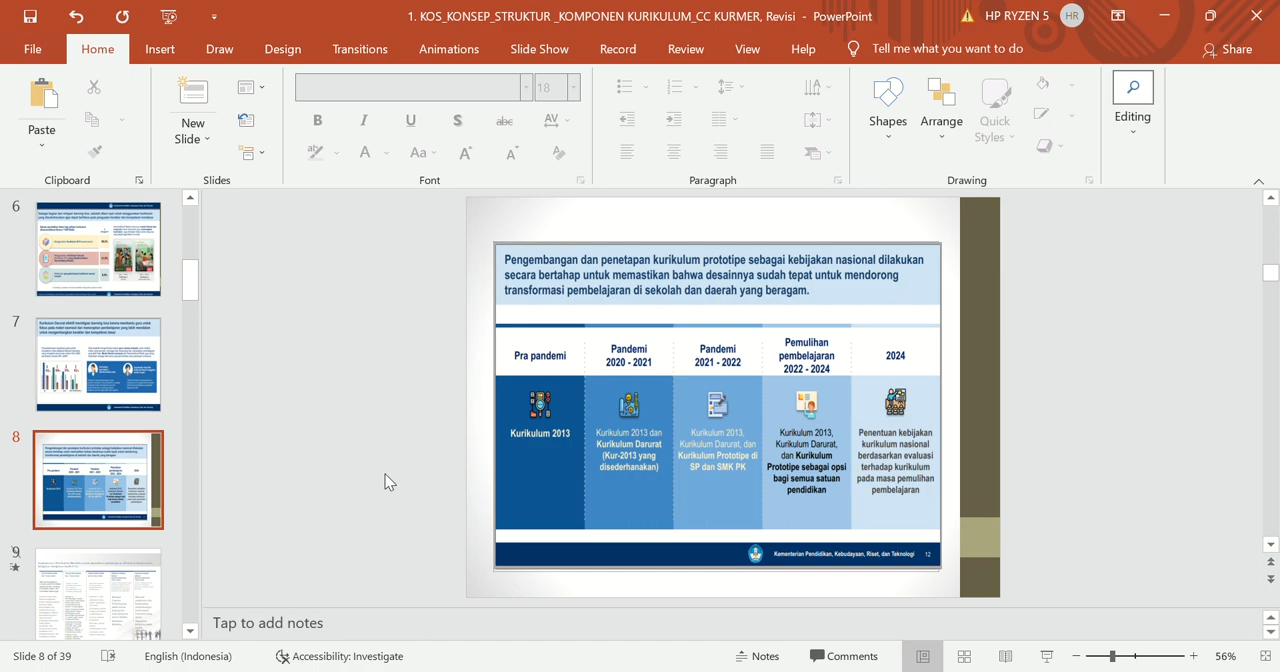 1. KOS_KONSEP_STRUKTUR _KOMPONEN KURIKULUM_CC KURMER, Revisi - PowerPoint
HP RYZEN 5
HR
File
Home
Insert
Draw
Design
Transitions
Animations
Slide Show
Record
Review
View
Help
Tell me what you want to do
Share
Paste
New
Slide
18
B
I
U
S
abc
AV
A
Aa
A
A
Shapes
Arrange
Quick
Styles
Editing
Clipboard
Slides
Font
Paragraph
Drawing
6
7
8
9
Pengembangan dan penetapan kurikulum prototipe sebagai kebijakan nasional dilakukan
secara bertahap untuk memastikan bahwa desainnya sudah tepat untuk mendorong
transformasi pembelajaran di sekolah dan daerah yang beragam.
Pra pandemi
Pandemi
2020 - 2021
Pandemi
2021 - 2022
Pemulihan
pembelajaran
2022 - 2024
2024
Kurikulum 2013
Kurikulum 2013 dan
Kurikulum Darurat
(Kur-2013 yang
disederhanakan)
Kurikulum 2013,
Kurikulum Darurat, dan
Kurikulum Prototipe di
SP dan SMK PK
Kurikulum 2013,
Kurikulum Darurat, dan Kurikulum
Prototipe sebagai opsi
bagi semua satuan
pendidikan
Penentuan kebijakan
kurikulum nasional
berdasarkan evaluasi
terhadap kurikulum
pada masa pemulihan
pembelajaran
Kementerian Pendidikan, Kebudayaan, Riset, dan Teknologi
12
Tap to add notes
Slide 8 of 39
English (Indonesia)
Accessibility: Investigate
Notes
Comments
56%